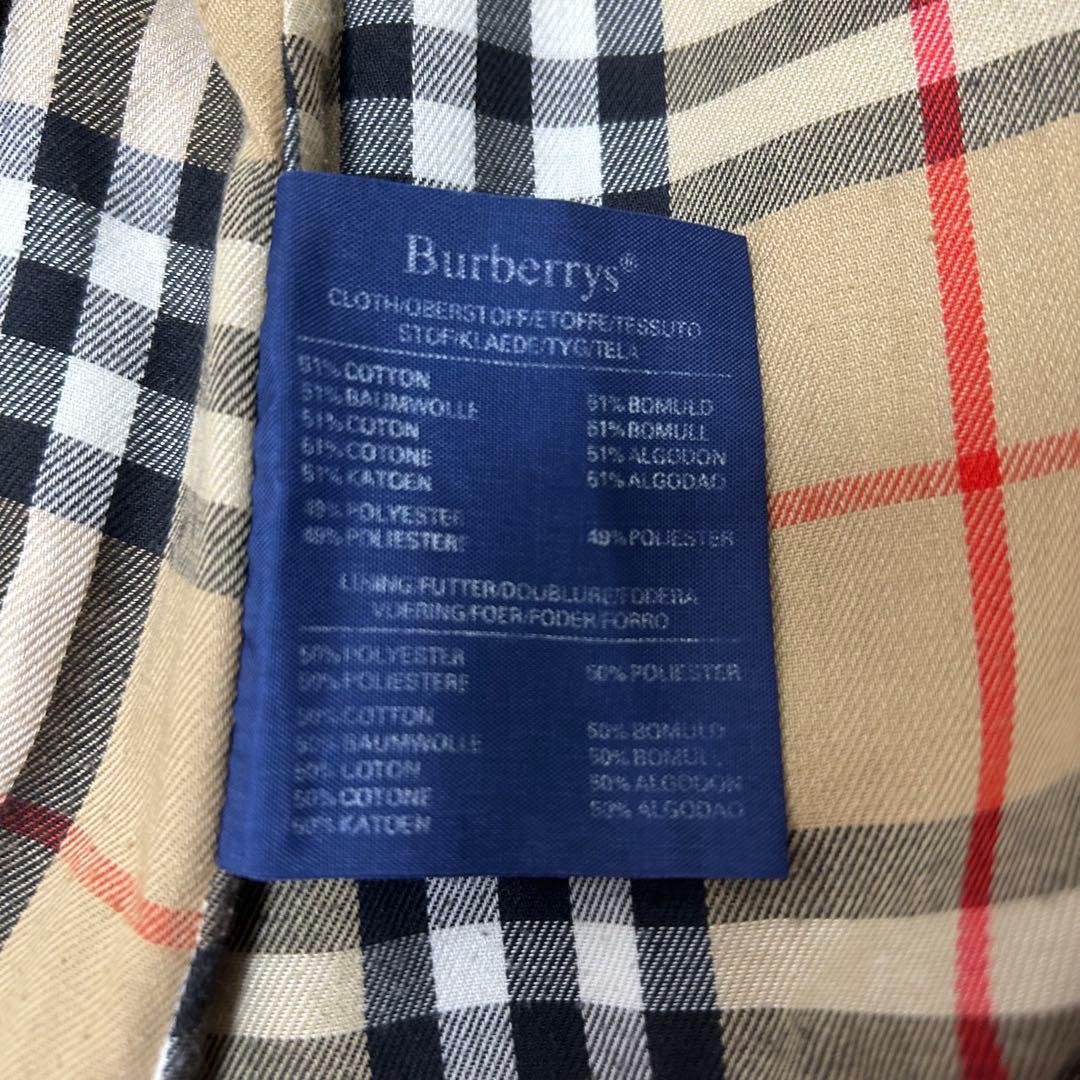 Burberrys®
CLOTH/OBERSTOFF/ETOFFE/TESSUTO
STOF/KLAEDE/TYG/TELA
51% COTTON
51% BAUMWOLLE
51% COTON
51% COTONE
51% KATOEN
51% BOMULD
51% BOMULL
51% ALGODON
51% ALGODAO
49% POLYESTER
49% POLIESTERE
49% POLIESTER
LINING/FUTTER/DOUBLURE/FODERA
VOERING/FOER/FODER/FORRO
50% POLYESTER
50% POLIESTERE
50% POLIESTER
50% COTTON
50% BAUMWOLLE
50% COTON
50% COTONE
50% KATOEN
50% BOMULD
50% BOMULL
50% ALGODON
50% ALGODAO